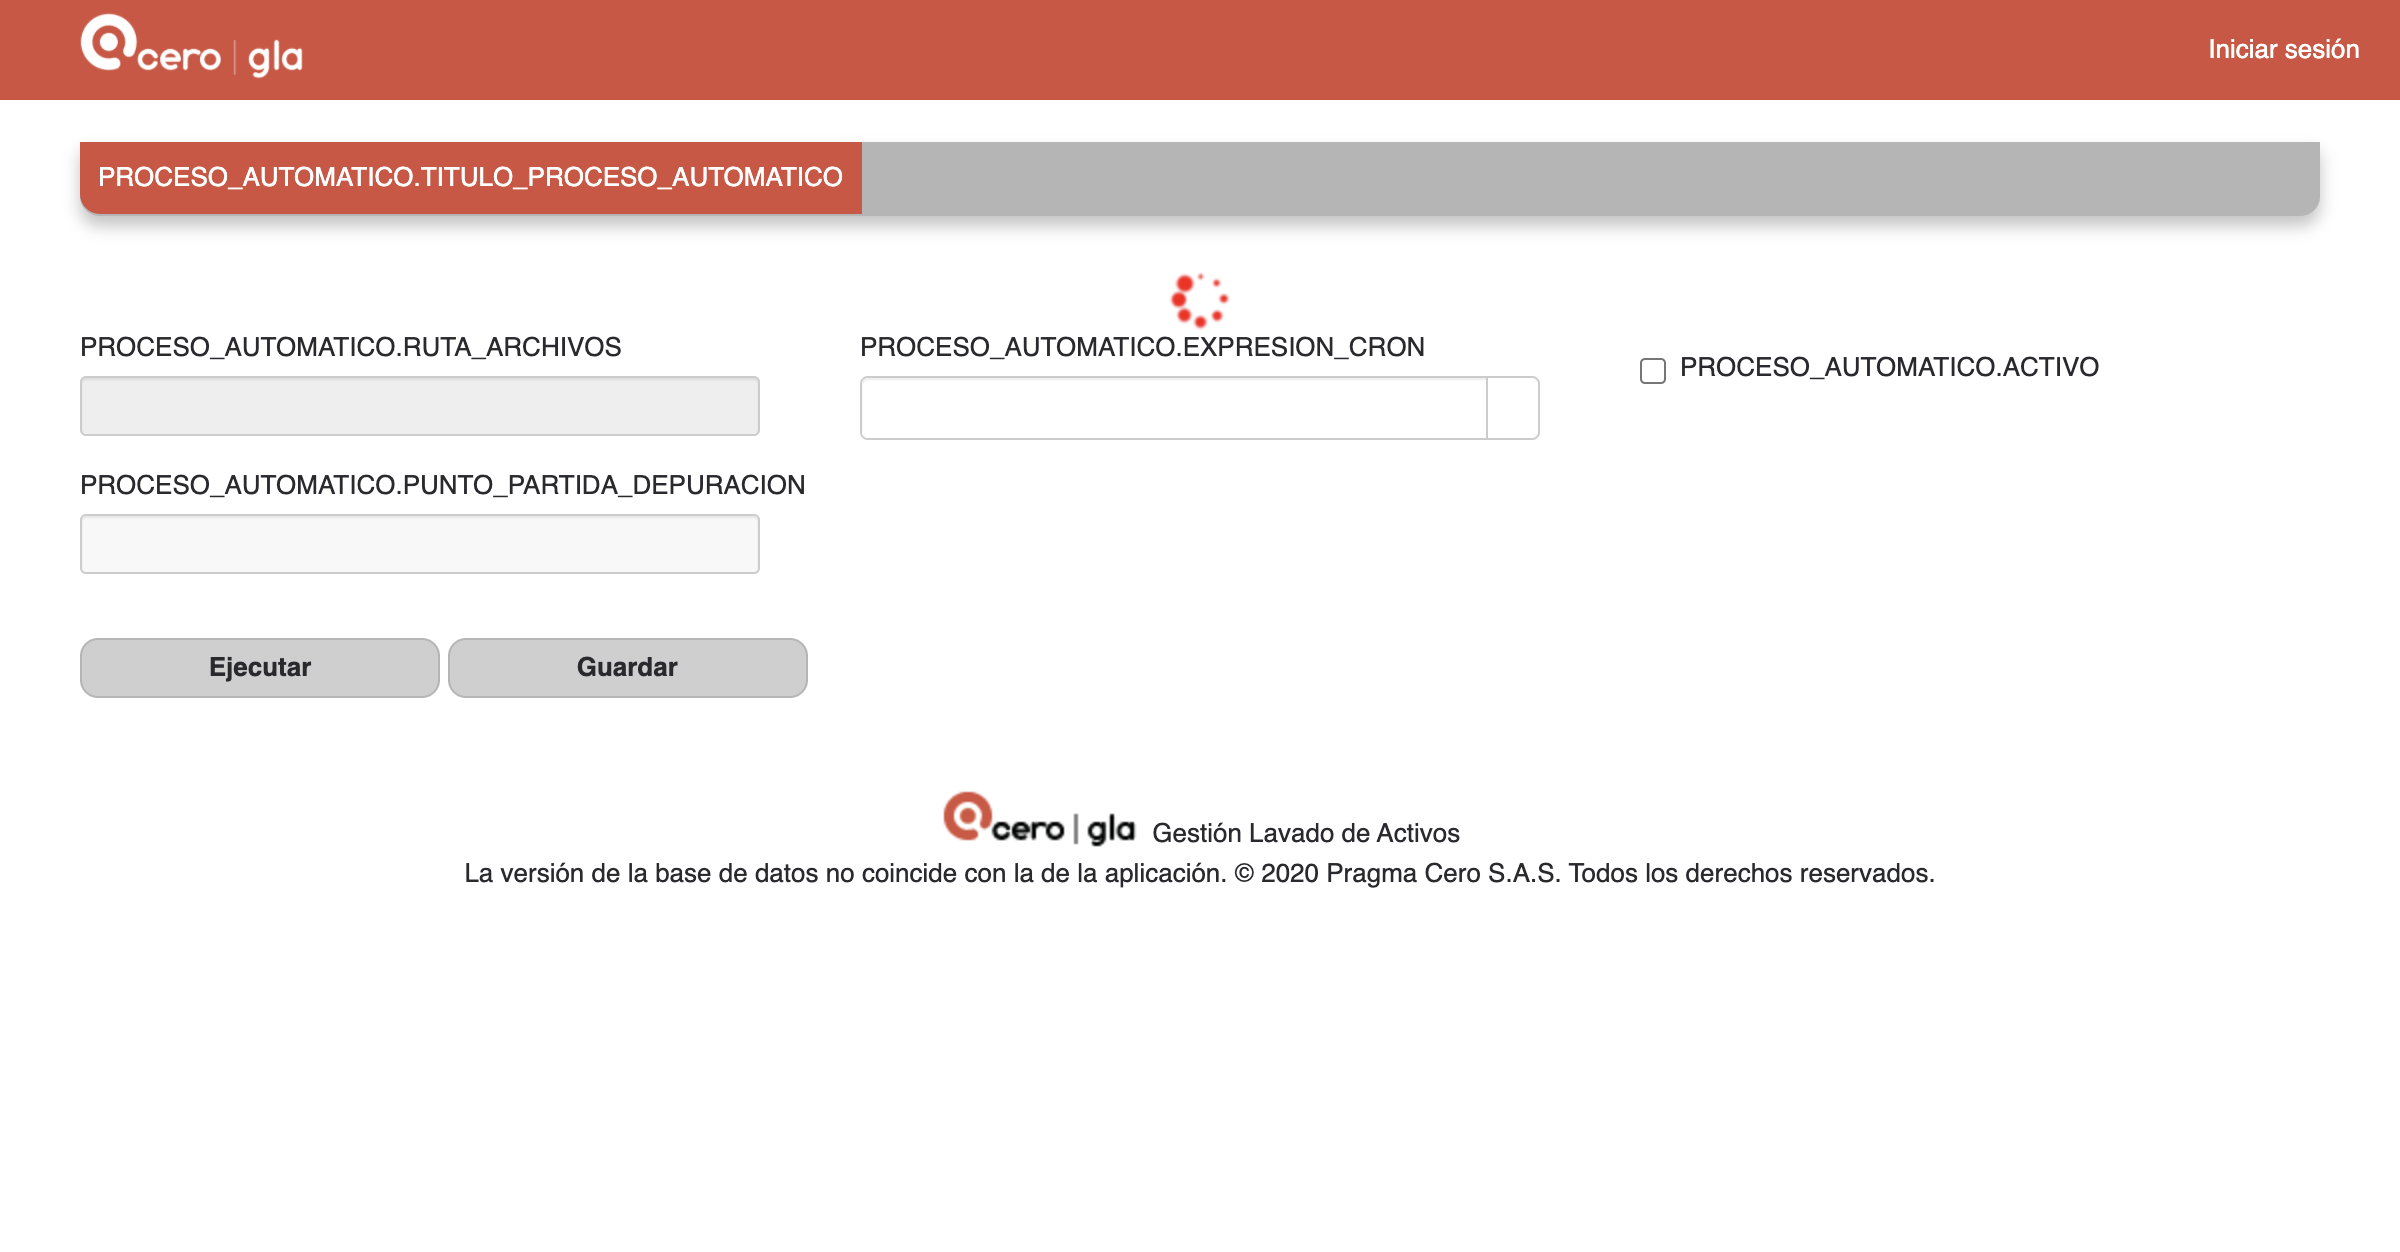 cero | gla
Iniciar sesión
PROCESO_AUTOMATICO.TITULO_PROCESO_AUTOMATICO
PROCESO_AUTOMATICO.RUTA_ARCHIVOS
PROCESO_AUTOMATICO.EXPRESION_CRON
PROCESO_AUTOMATICO.ACTIVO
PROCESO_AUTOMATICO.PUNTO_PARTIDA_DEPURACION
Ejecutar
Guardar
cero | gla Gestión Lavado de Activos
La versión de la base de datos no coincide con la de la aplicación. © 2020 Pragma Cero S.A.S. Todos los derechos reservados.